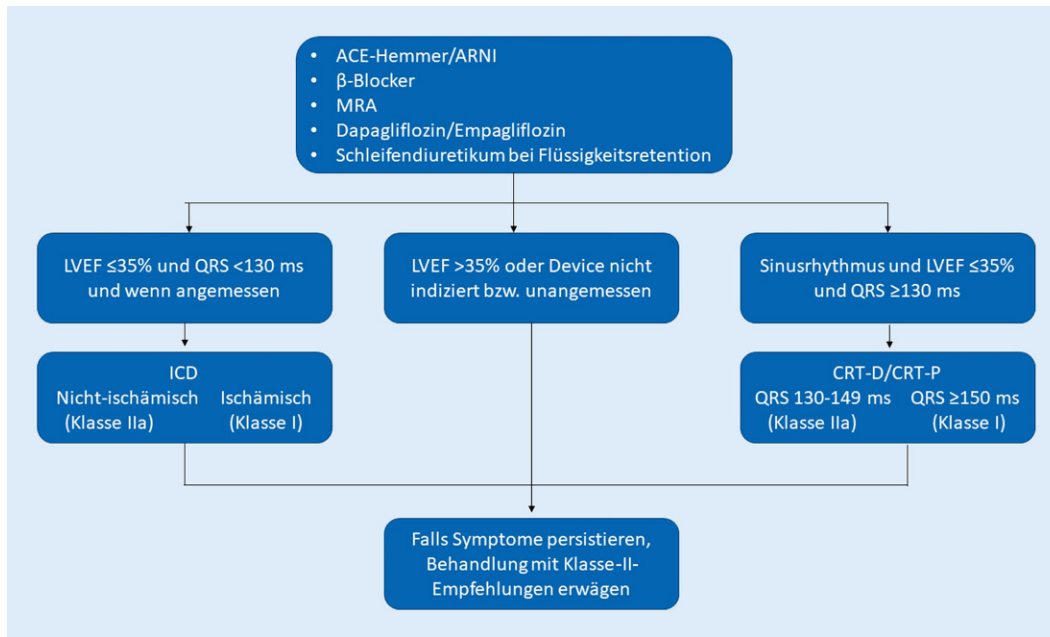 • ACE-Hemmer/ARNI
• β-Blocker
• MRA
• Dapagliflozin/Empagliflozin
• Schleifendiuretikum bei Flüssigkeitsretention
LVEF ≤35% und QRS <130 ms
und wenn angemessen
LVEF >35% oder Device nicht
indiziert bzw. unangemessen
Sinusrhythmus und LVEF ≤35%
und QRS ≥130 ms
ICD
Nicht-ischämisch Ischämisch
(Klasse IIa) (Klasse I)
CRT-D/CRT-P
QRS 130-149 ms QRS ≥150 ms
(Klasse IIa) (Klasse I)
Falls Symptome persistieren,
Behandlung mit Klasse-II-
Empfehlungen erwägen